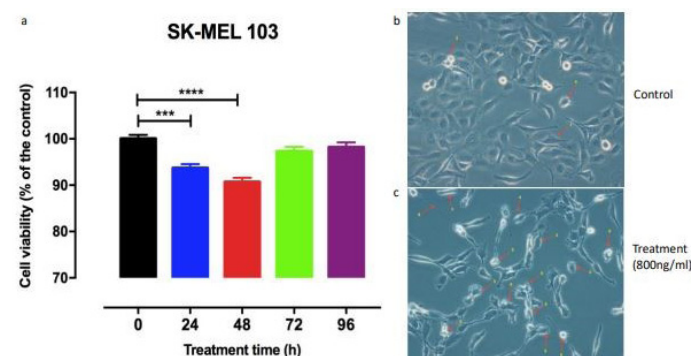 a
SK-MEL 103
Cell viability (% of the control)
110
100
90
80
70
****
***
0 24 48 72 96
Treatment time (h)
b
Control
c
Treatment
(800ng/ml)